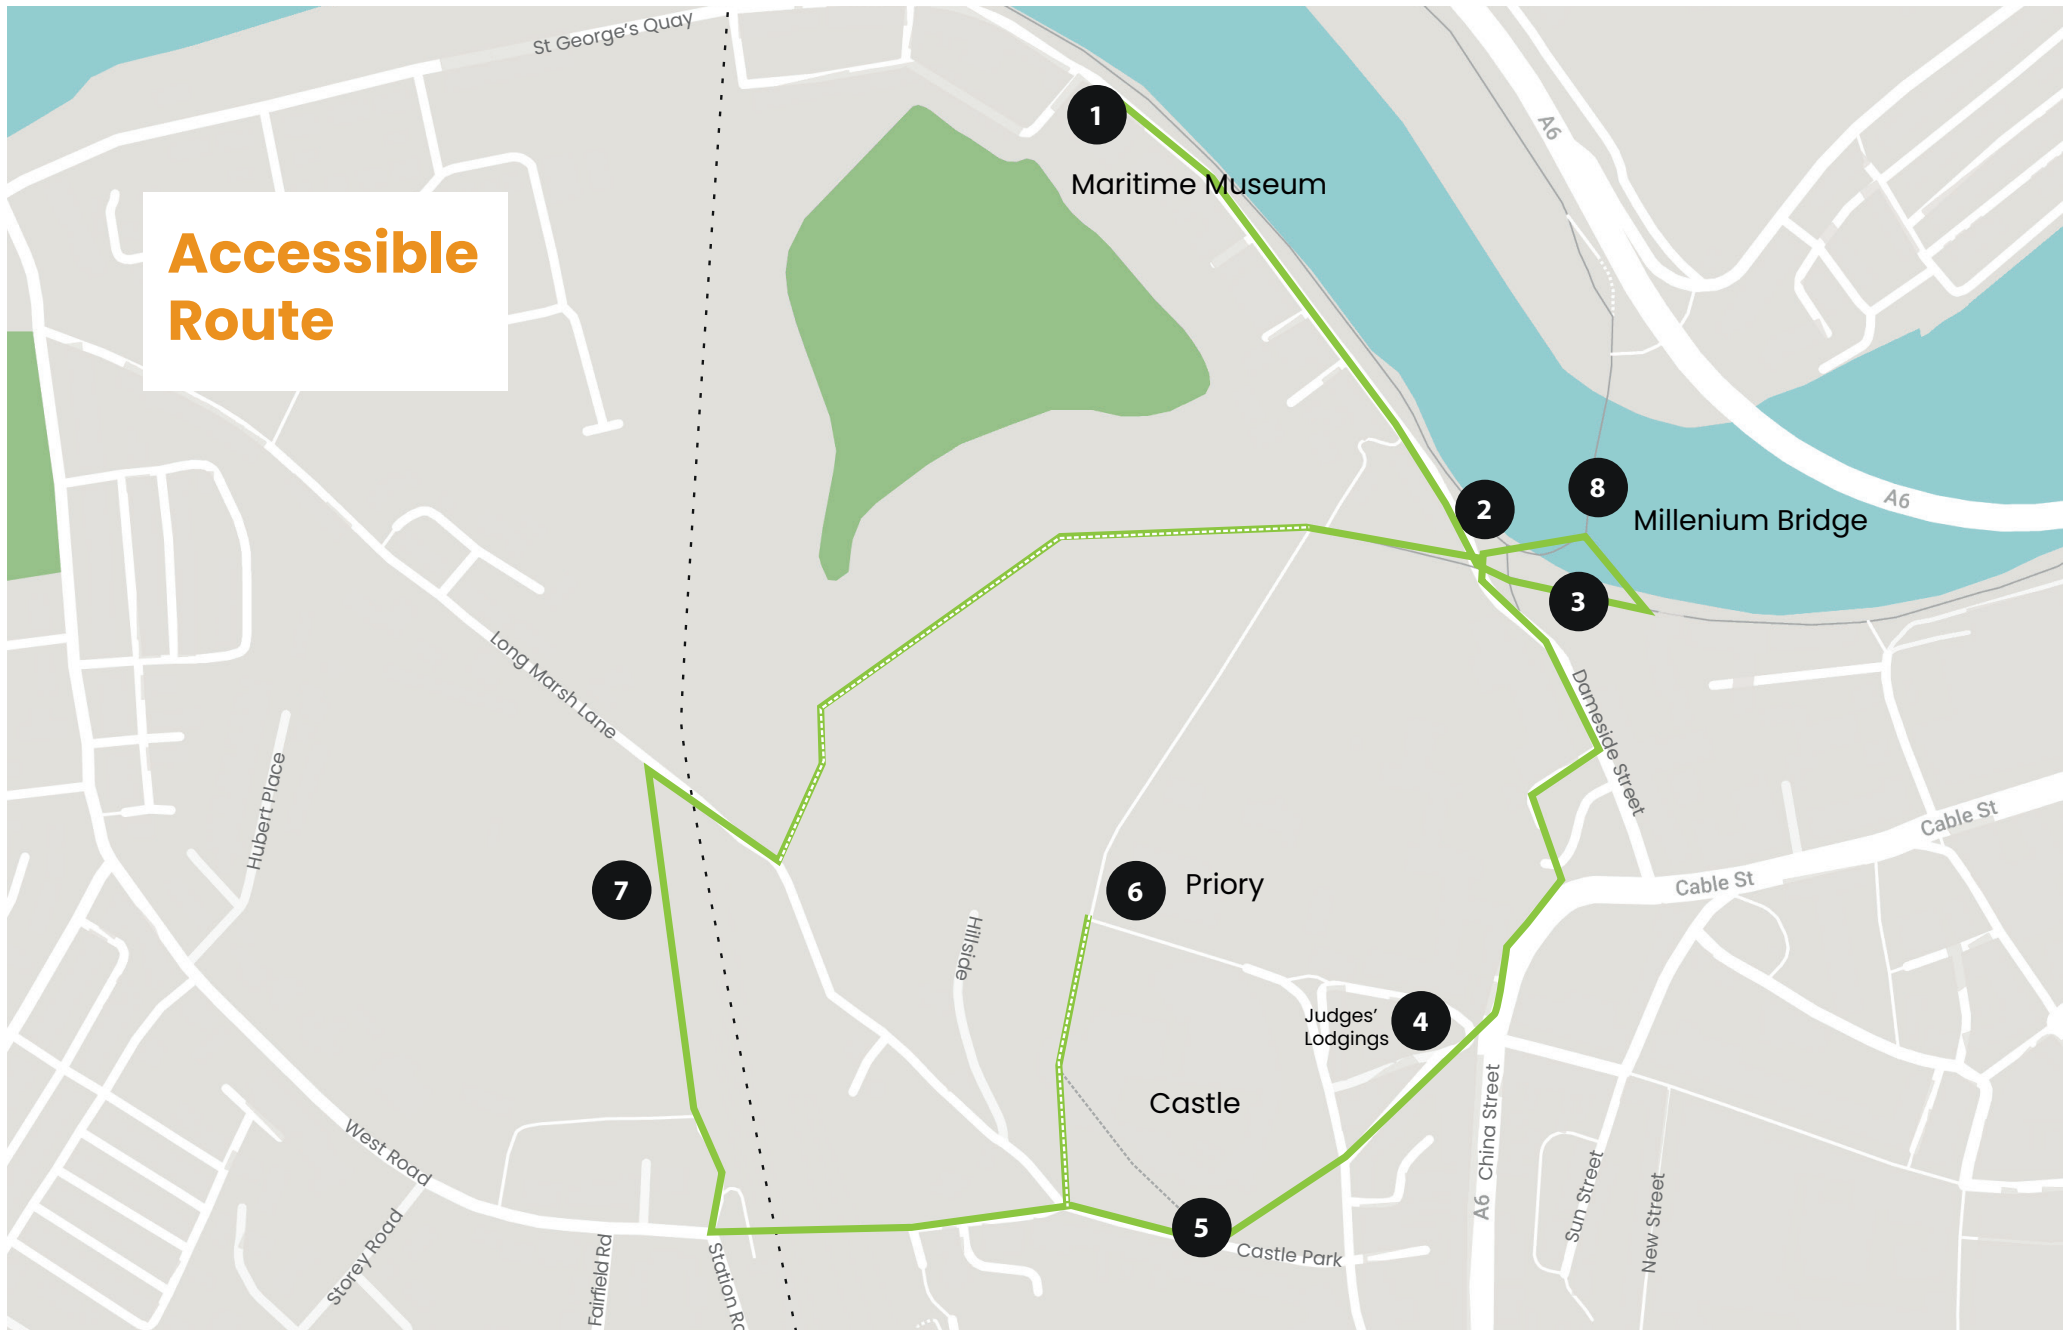 St George's Quay
A6
1
Maritime Museum
Accessible
Route
2
8
Millenium Bridge
A6
3
Long Marsh Lane
Dameside Street
Hubert Place
Cable St
Cable St
7
6
Priory
Hillside
Judges'
Lodgings
4
Castle
West Road
A6
China Street
Sun Street
New Street
Storey Road
Fairfield Rd
Station Ro
5
Castle Park